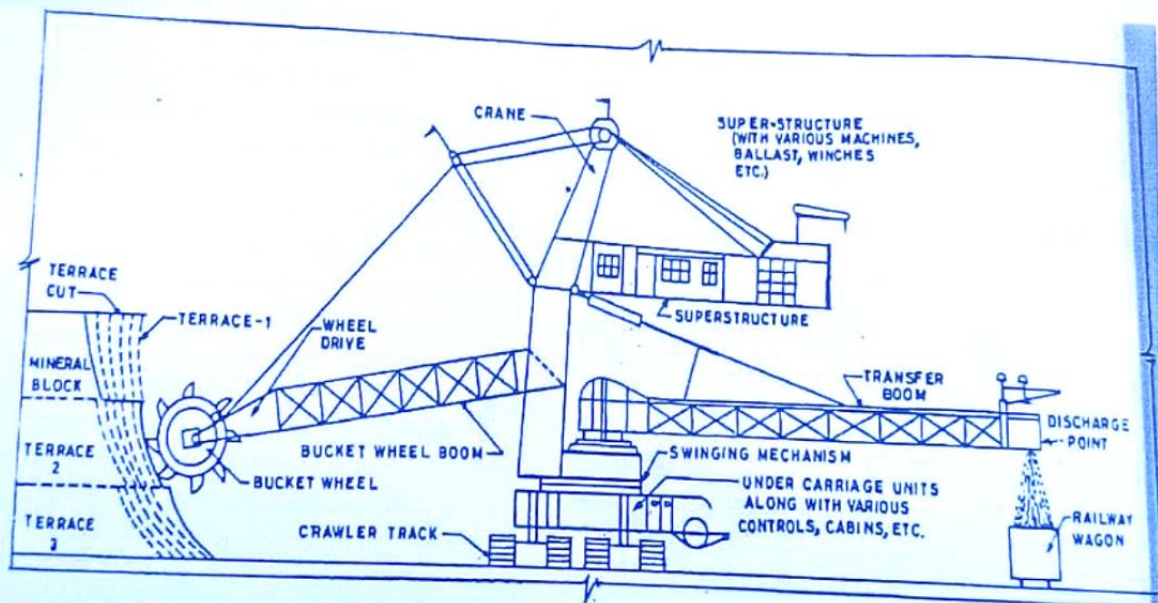 CRANE
SUPER-STRUCTURE
(WITH VARIOUS MACHINES,
BALLAST, WINCHES
ETC.)
TERRACE
CUT
TERRACE-1
WHEEL
DRIVE
SUPERSTRUCTURE
MINERAL
BLOCK
TRANSFER
BOOM
DISCHARGE
POINT
TERRACE
2
BUCKET WHEEL BOOM
SWINGING MECHANISM
BUCKET WHEEL
UNDER CARRIAGE UNITS
ALONG WITH VARIOUS
CONTROLS, CABINS, ETC.
TERRACE
3
CRAWLER TRACK
RAILWAY
WAGON